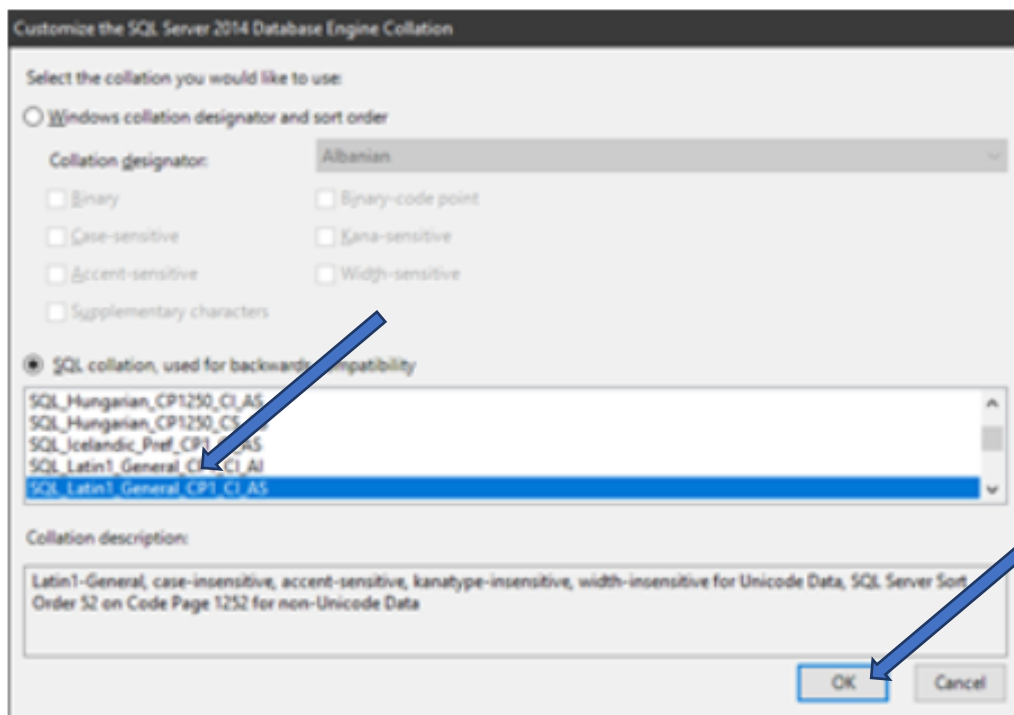 Customize the SQL Server 2014 Database Engine Collation
Select the collation you would like to use:
Windows collation designator and sort order
Collation designator: Albanian
Binary Binary-code point
Case-sensitive Kana-sensitive
Accent-sensitive Width-sensitive
Supplementary characters
SQL collation, used for backwards compatibility
SQL_Hungarian_CP1250_CI_AS
SQL_Hungarian_CP1250_CS_AS
SQL_Icelandic_Pref_CP1_CI_AS
SQL_Latin1_General_CP1_CI_AI
SQL_Latin1_General_CP1_CI_AS
Collation description:
Latin1-General, case-insensitive, accent-sensitive, kanatype-insensitive, width-insensitive for Unicode Data, SQL Server Sort
Order 52 on Code Page 1252 for non-Unicode Data
OK Cancel